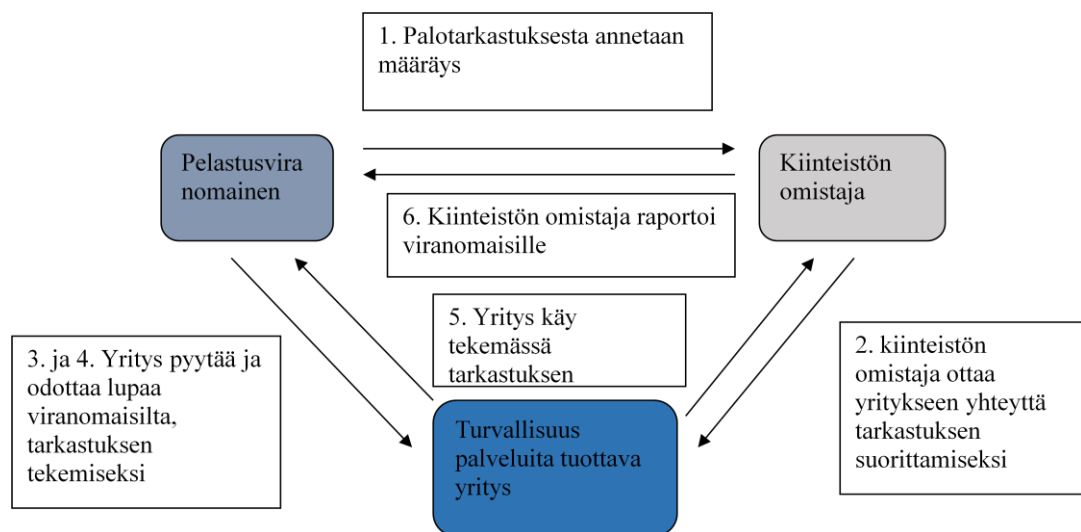 1. Palotarkastuksesta annetaan
määräys
Pelastusvira
nomainen
Kiinteistön
omistaja
6. Kiinteistön omistaja raportoi
viranomaisille
5. Yritys käy
tekemässä
tarkastuksen
3. ja 4. Yritys pyytää ja
odottaa lupaa
viranomaisilta,
tarkastuksen
tekemiseksi
2. kiinteistön
omistaja ottaa
yritykseen yhteyttä
tarkastuksen
suorittamiseksi
Turvallisuus
palveluita tuottava
yritys